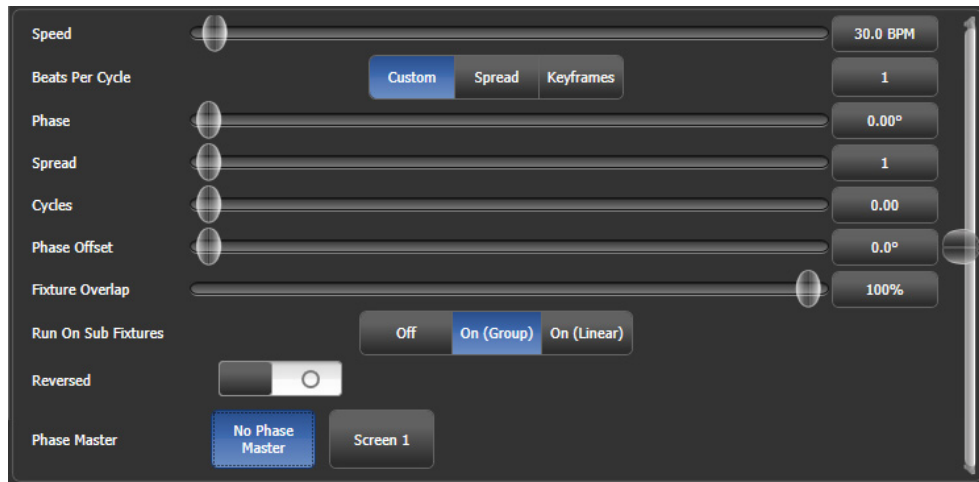 Speed 30.0 BPM
Beats Per Cycle Custom Spread Keyframes 1
Phase 0.00°
Spread 1
Cycles 0.00
Phase Offset 0.0°
Fixture Overlap 100%
Run On Sub Fixtures Off On (Group) On (Linear)
Reversed
Phase Master No Phase Master Screen 1